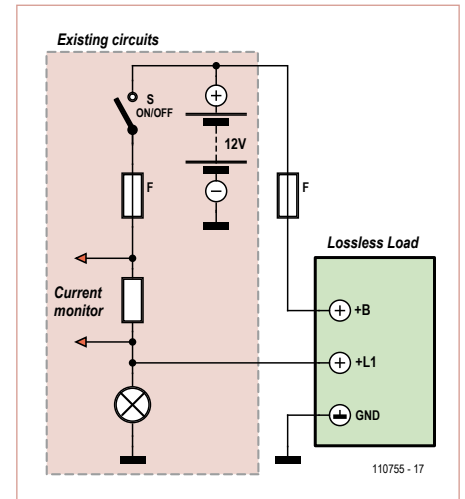 Existing circuits
S
ON/OFF
+
12V
−
F
F
Current
monitor
Lossless Load
+ +B
+ +L1
GND
110755 - 17